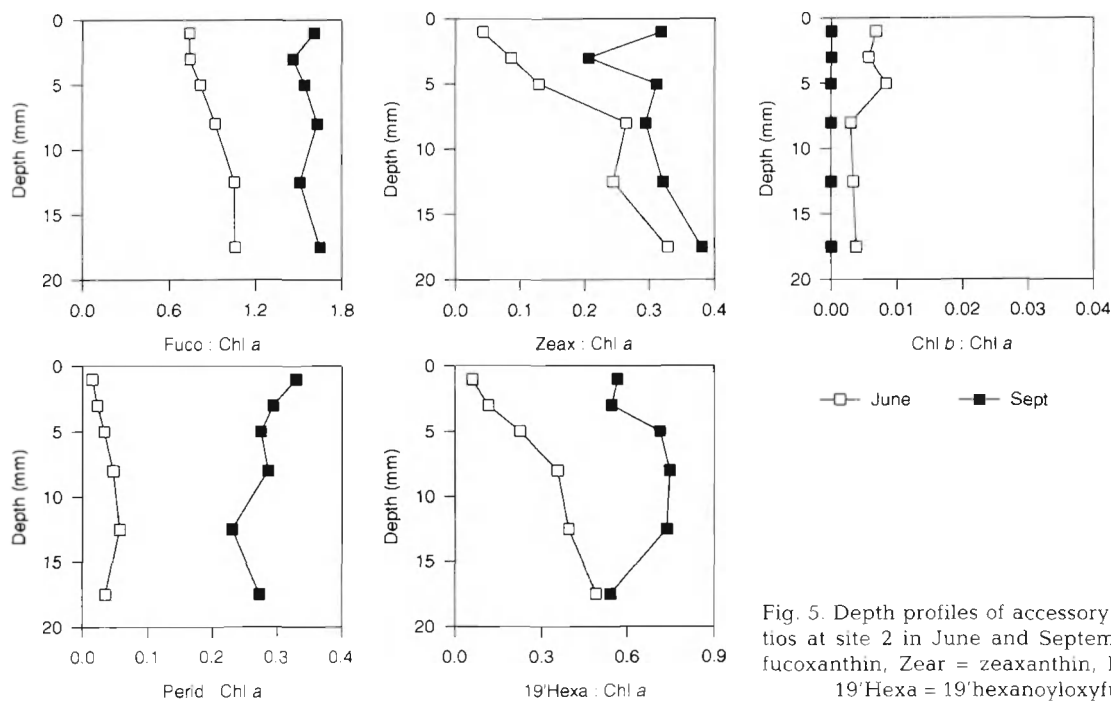 0
5
10
15
20
Depth (mm)
0.0 0.6 1.2 1.8
Fuco : Chl a
0
5
10
15
20
Depth (mm)
0.0 0.1 0.2 0.3 0.4
Zeax : Chl a
0
5
10
15
20
Depth (mm)
0.00 0.01 0.02 0.03 0.04
Chl b : Chl a
0
5
10
15
20
Depth (mm)
0.0 0.1 0.2 0.3 0.4
Perid Chl a
0
5
10
15
20
Depth (mm)
0.0 0.3 0.6 0.9
19'Hexa : Chl a
June Sept
Fig. 5. Depth profiles of accessory
tios at site 2 in June and Septem
fucoxanthin, Zear = zeaxanthin,
19'Hexa = 19'hexanoyloxyfu